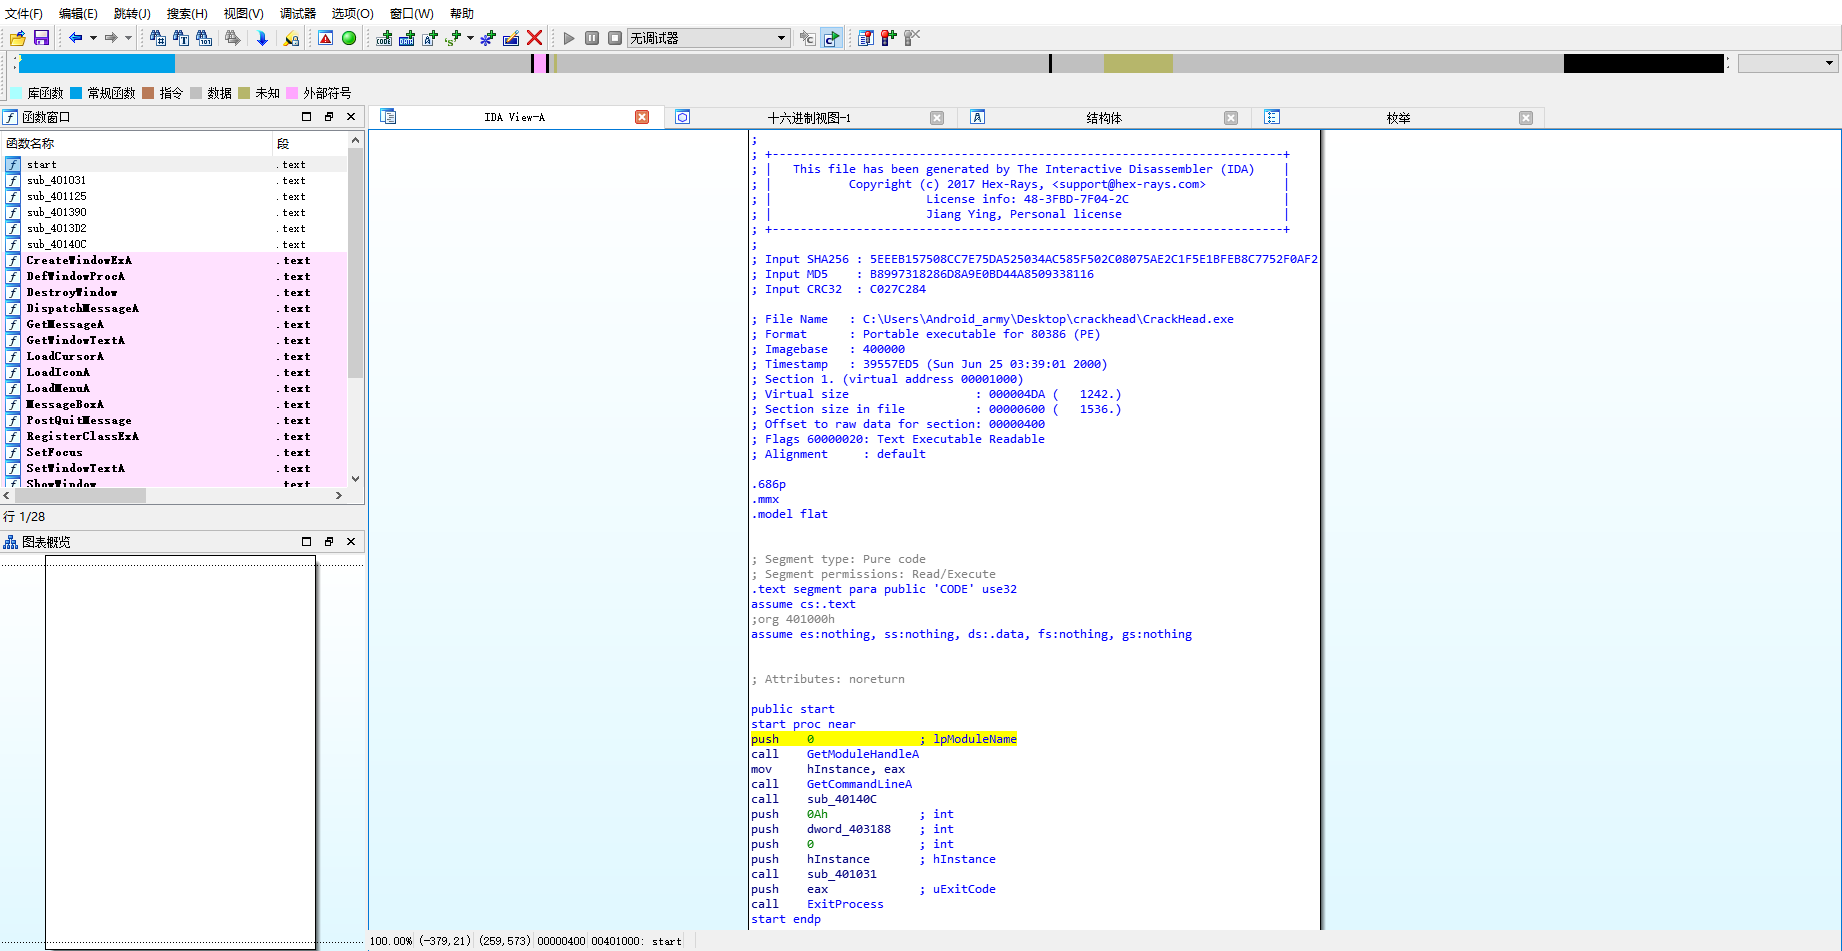 文件(F) 编辑(E) 跳转(J) 搜索(H) 视图(V) 调试器 选项(O) 窗口(W) 帮助
无调试器
库函数 常规函数 指令 数据 未知 外部符号
函数窗口
IDA View-A
十六进制视图-1
结构体
枚举
函数名称 段
start .text
sub_401031 .text
sub_401125 .text
sub_401390 .text
sub_4013D2 .text
sub_40140C .text
CreateWindowExA .text
DefWindowProcA .text
DestroyWindow .text
DispatchMessageA .text
GetMessageA .text
GetWindowTextA .text
LoadCursorA .text
LoadIconA .text
LoadMenuA .text
MessageBoxA .text
PostQuitMessage .text
RegisterClassExA .text
SetFocus .text
SetWindowTextA .text
ShowWindow .text
行 1/28
图表概览
;
; +-------------------------------------------------------------------------+
; | This file has been generated by The Interactive Disassembler (IDA) |
; | Copyright (c) 2017 Hex-Rays, <support@hex-rays.com> |
; | License info: 48-3FBD-7F04-2C |
; | Jiang Ying, Personal license |
; +-------------------------------------------------------------------------+
;
; Input SHA256 : 5EEEB157508CC7E75DA525034AC585F502C08075AE2C1F5E1BFEB8C7752F0AF2
; Input MD5 : B8997318286D8A9E0BD44A8509338116
; Input CRC32 : C027C284
; File Name : C:\Users\Android_army\Desktop\crackhead\CrackHead.exe
; Format : Portable executable for 80386 (PE)
; Imagebase : 400000
; Timestamp : 39557ED5 (Sun Jun 25 03:39:01 2000)
; Section 1. (virtual address 00001000)
; Virtual size : 000004DA ( 1242.)
; Section size in file : 00000600 ( 1536.)
; Offset to raw data for section: 00000400
; Flags 60000020: Text Executable Readable
; Alignment : default
.686p
.mmx
.model flat
; Segment type: Pure code
; Segment permissions: Read/Execute
.text segment para public 'CODE' use32
assume cs:.text
;org 401000h
assume es:nothing, ss:nothing, ds:.data, fs:nothing, gs:nothing
; Attributes: noreturn
public start
start proc near
push 0 ; lpModuleName
call GetModuleHandleA
mov hInstance, eax
call GetCommandLineA
call sub_40140C
push 0Ah ; int
push dword_403188 ; int
push 0 ; int
push hInstance ; hInstance
call sub_401031
push eax ; uExitCode
call ExitProcess
start endp
100.00% (-379,21) (259,573) 00000400 00401000: start